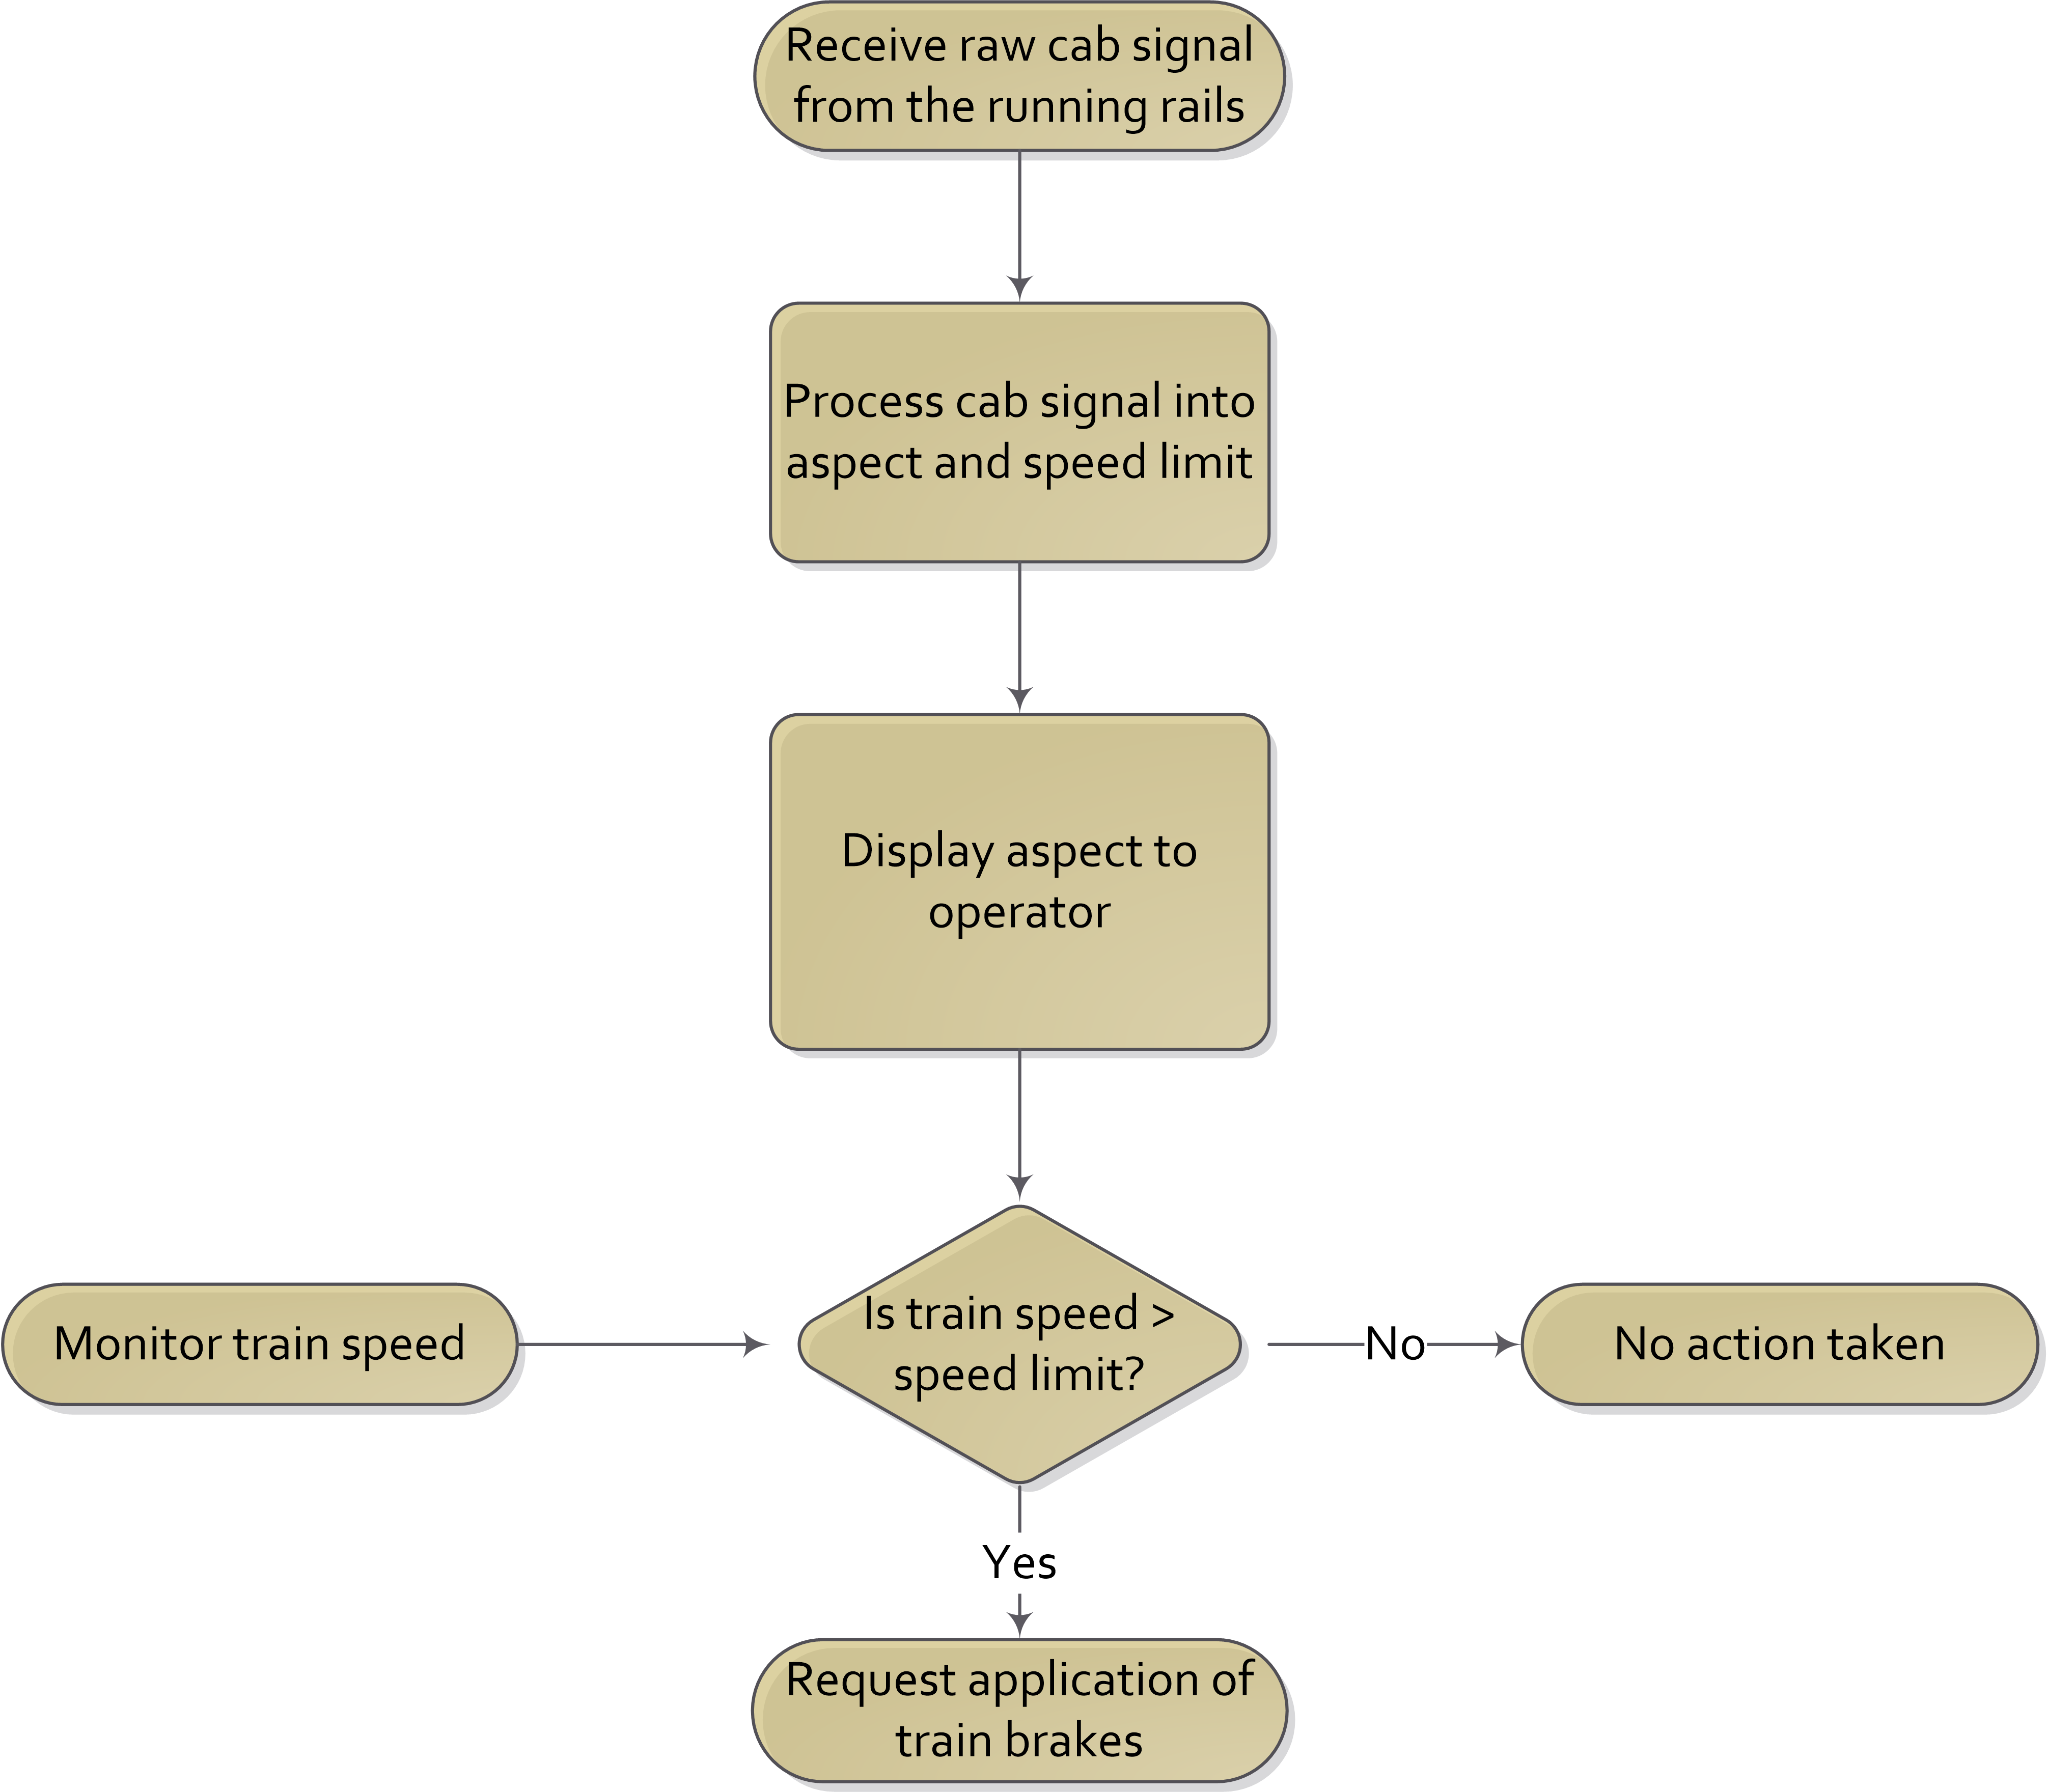 Receive raw cab signal
from the running rails
Process cab signal into
aspect and speed limit
Display aspect to
operator
Monitor train speed
Is train speed >
speed limit?
No
No action taken
Yes
Request application of
train brakes